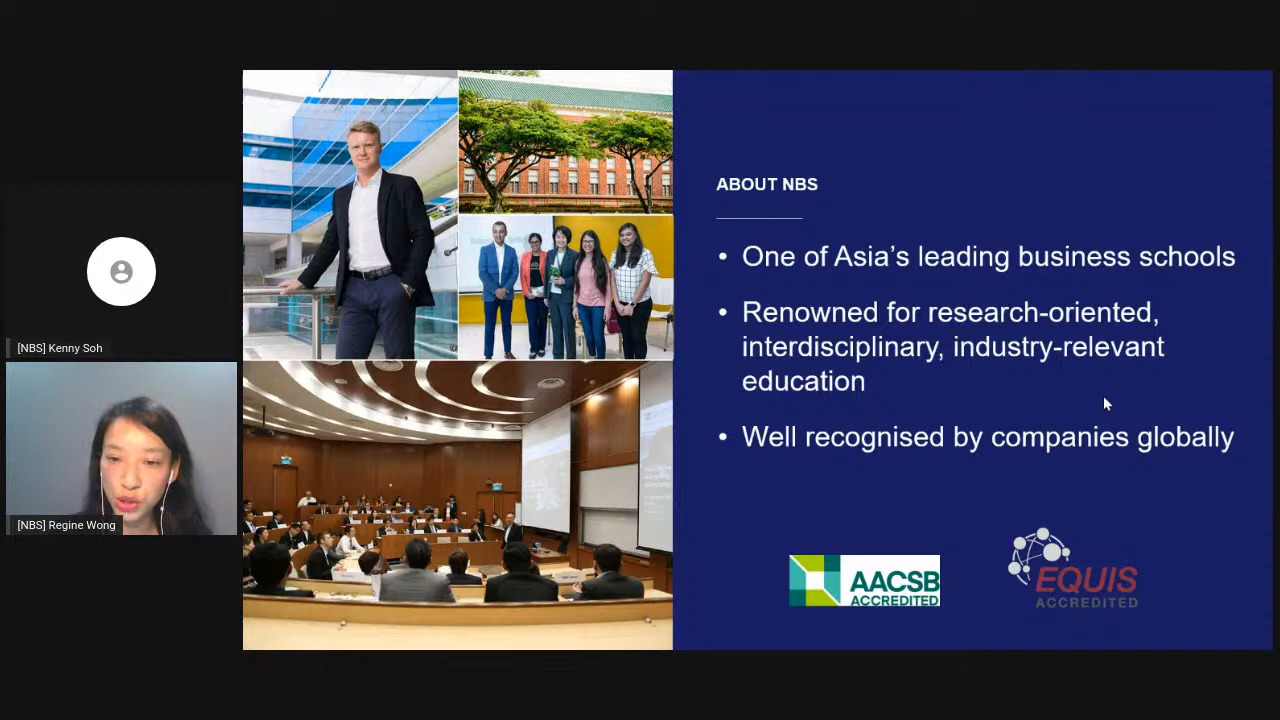 [NBS] Kenny Soh
[NBS] Regine Wong
ABOUT NBS
• One of Asia’s leading business schools
• Renowned for research-oriented,
interdisciplinary, industry-relevant
education
• Well recognised by companies globally
AACSB
ACCREDITED
EQUIS
ACCREDITED